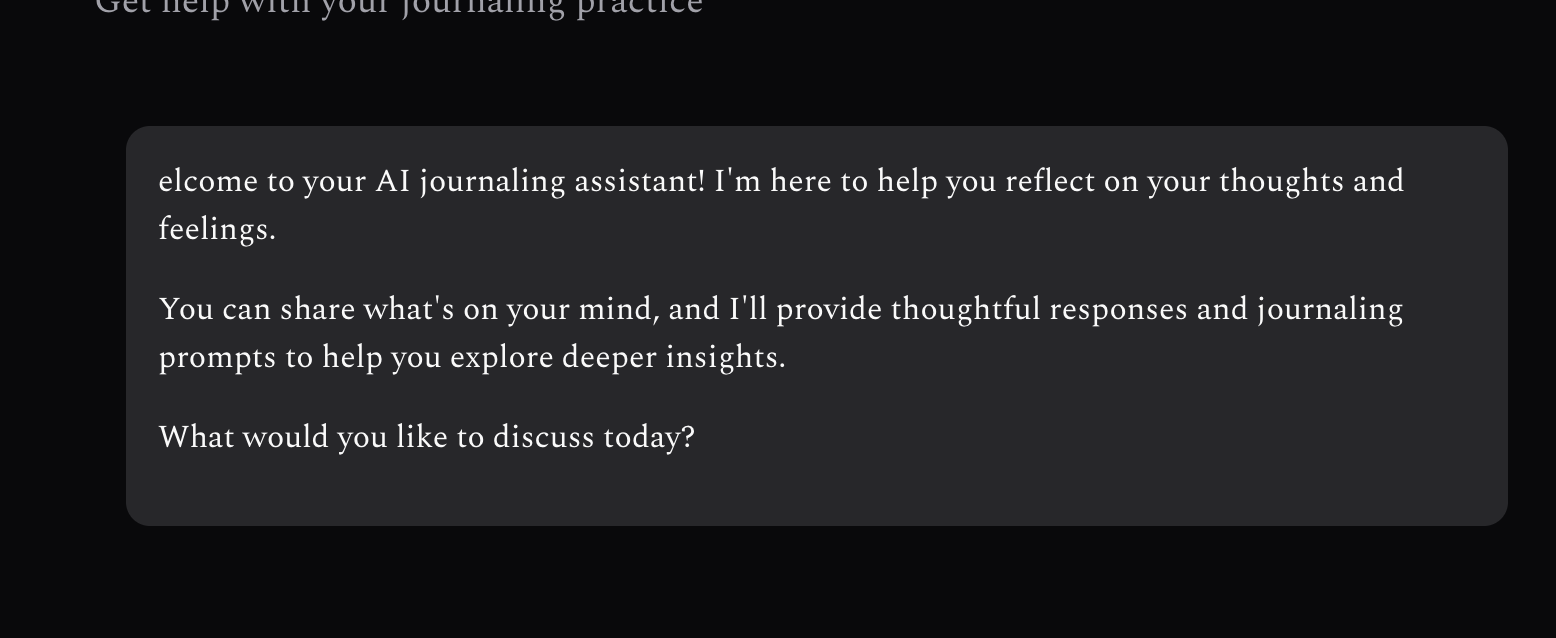 Get help with your journaling practice
elcome to your AI journaling assistant! I'm here to help you reflect on your thoughts and
feelings.
You can share what's on your mind, and I'll provide thoughtful responses and journaling
prompts to help you explore deeper insights.
What would you like to discuss today?